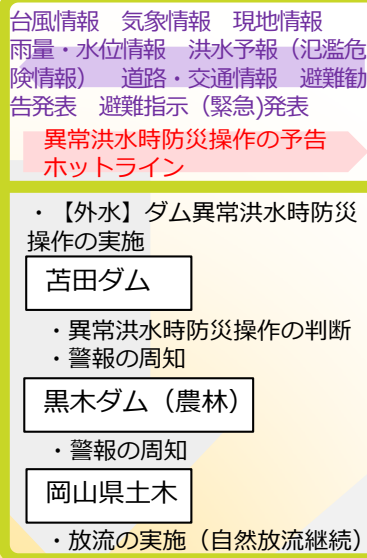 台風情報　気象情報　現地情報
雨量・水位情報　洪水予報（氾濫危
険情報）　道路・交通情報　避難勧
告発表　避難指示（緊急)発表
異常洪水時防災操作の予告
ホットライン
・【外水】ダム異常洪水時防災
操作の実施
苫田ダム
・異常洪水時防災操作の判断
・警報の周知
黒木ダム（農林）
・警報の周知
岡山県土木
・放流の実施（自然放流継続）